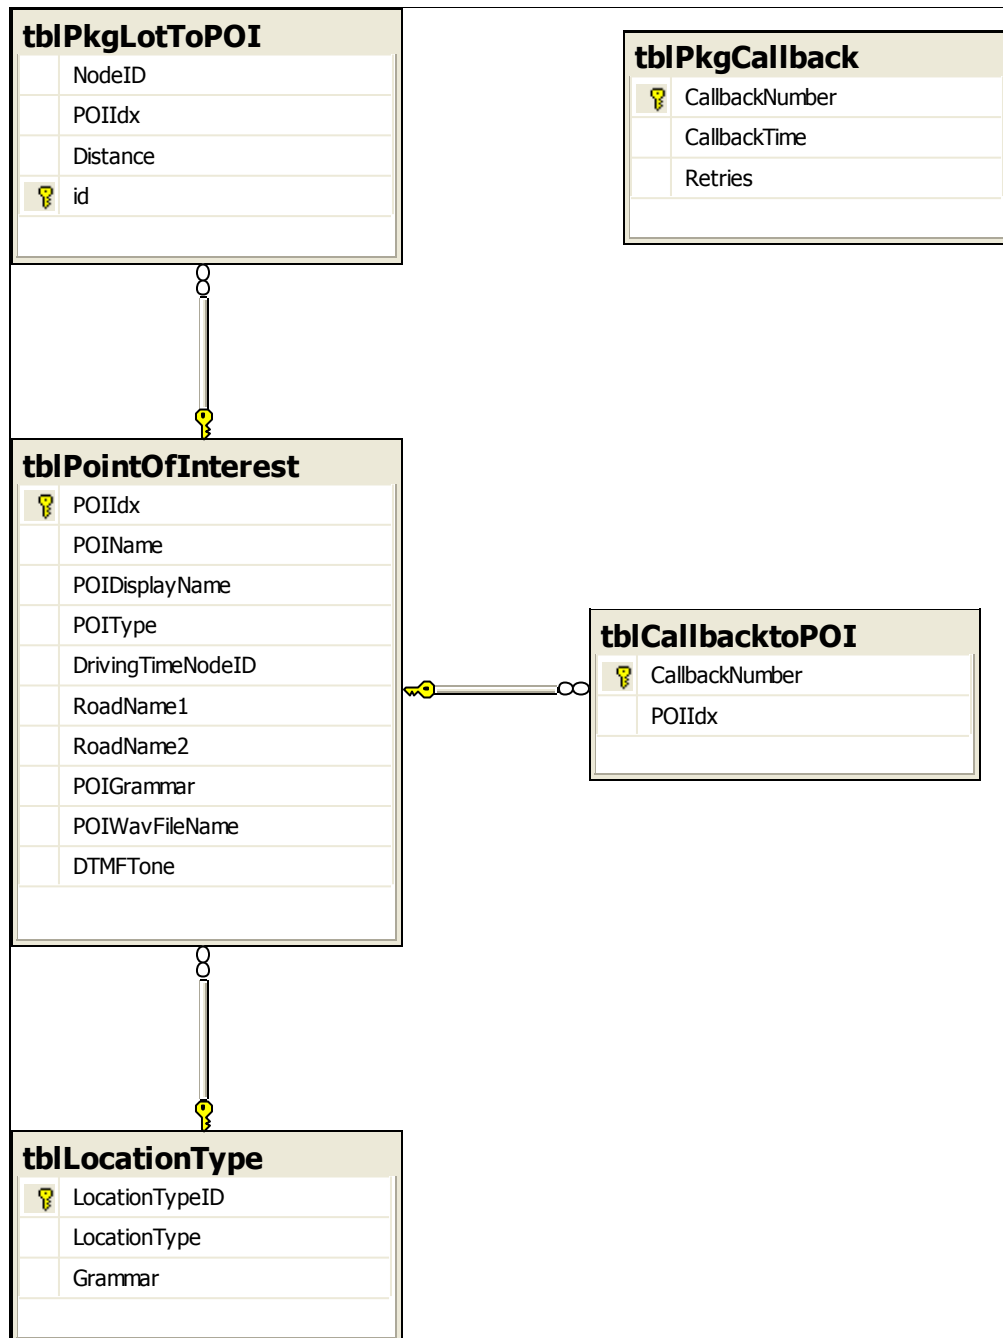 tblPkgLotToPOI
NodeID
POIIdx
Distance
id
tblPkgCallback
CallbackNumber
CallbackTime
Retries
tblPointOfInterest
POIIdx
POIName
POIDisplayName
POIType
DrivingTimeNodeID
RoadName1
RoadName2
POIGrammar
POIWavFileName
DTMFTone
tblCallbacktoPOI
CallbackNumber
POIIdx
tblLocationType
LocationTypeID
LocationType
Grammar